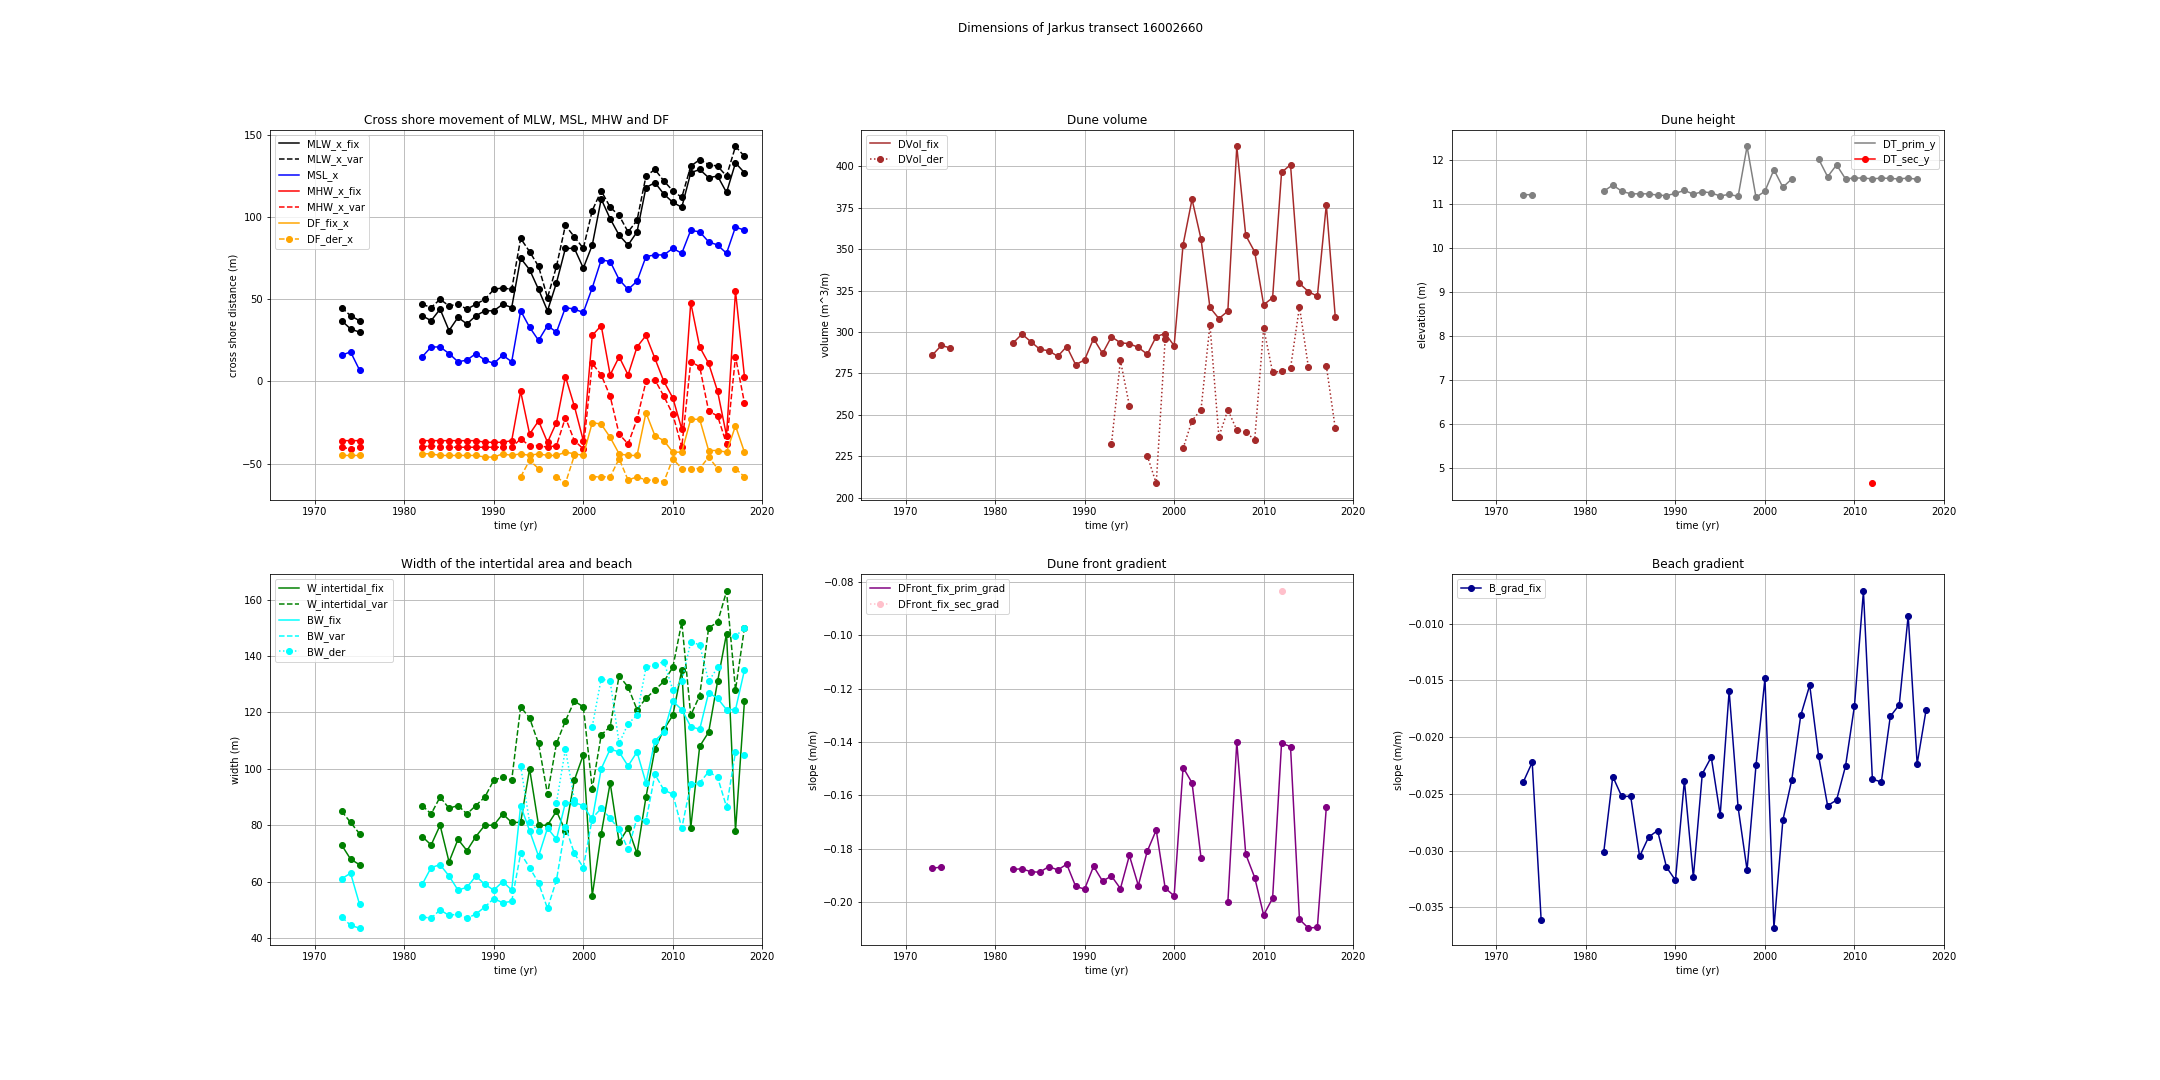 Dimensions of Jarkus transect 16002660
Cross shore movement of MLW, MSL, MHW and DF
150
100
50
0
−50
cross shore distance (m)
MLW_x_fix
MLW_x_var
MSL_x
MHW_x_fix
MHW_x_var
DF_fix_x
DF_der_x
1970 1980 1990 2000 2010 2020
time (yr)
Dune volume
400
375
350
325
300
275
250
225
200
volume (m^3/m)
DVol_fix
DVol_der
1970 1980 1990 2000 2010 2020
time (yr)
Dune height
12
11
10
9
8
7
6
5
elevation (m)
DT_prim_y
DT_sec_y
1970 1980 1990 2000 2010 2020
time (yr)
Width of the intertidal area and beach
160
140
120
100
80
60
40
width (m)
W_intertidal_fix
W_intertidal_var
BW_fix
BW_var
BW_der
1970 1980 1990 2000 2010 2020
time (yr)
Dune front gradient
−0.08
−0.10
−0.12
−0.14
−0.16
−0.18
−0.20
slope (m/m)
DFront_fix_prim_grad
DFront_fix_sec_grad
1970 1980 1990 2000 2010 2020
time (yr)
Beach gradient
−0.010
−0.015
−0.020
−0.025
−0.030
−0.035
slope (m/m)
B_grad_fix
1970 1980 1990 2000 2010 2020
time (yr)